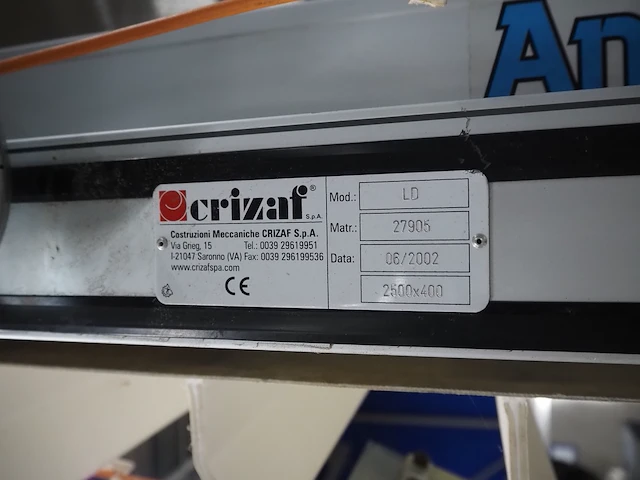 An
crizaf®
S.p.A.
Costruzioni Meccaniche CRIZAF S.p.A.
Via Grieg, 15 Tel.: 0039 29619951
I-21047 Saronno (VA) Fax: 0039 296199536
www.crizafspa.com
CE
Mod.: LD
Matr.: 27905
Data: 06/2002
2500x400